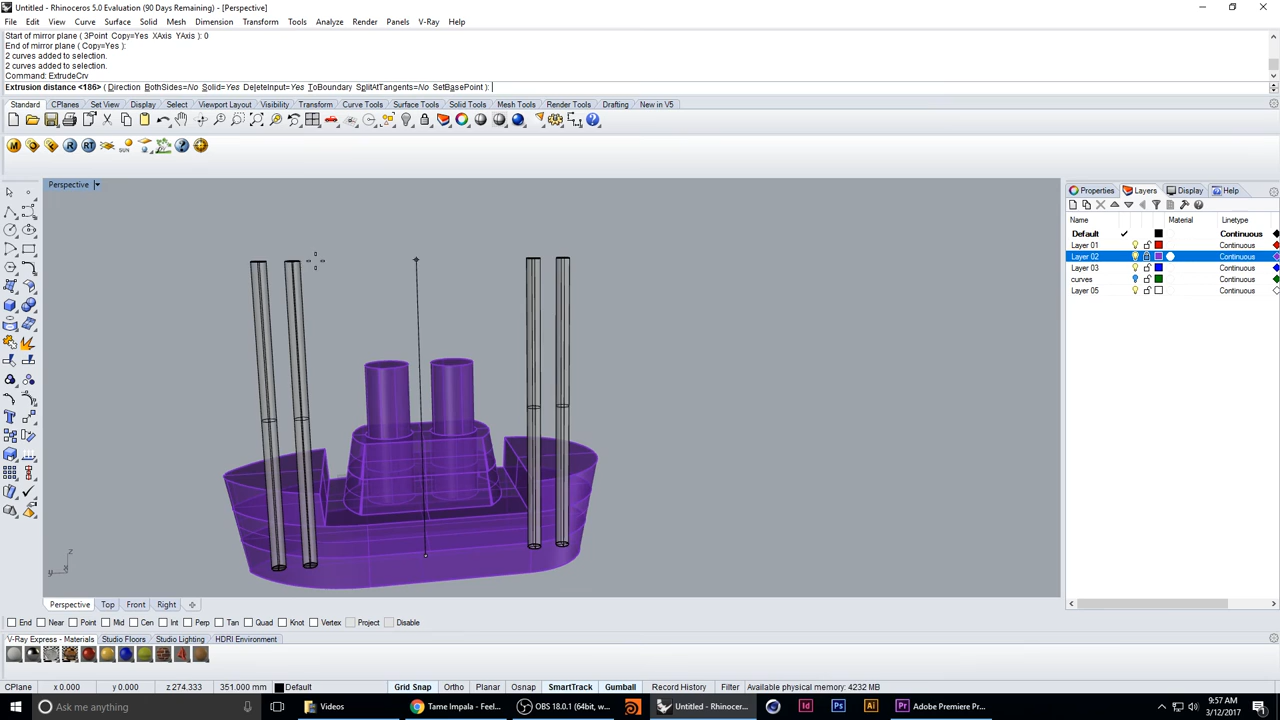 Untitled - Rhinoceros 5.0 Evaluation (90 Days Remaining) - [Perspective]
File Edit View Curve Surface Solid Mesh Dimension Transform Tools Analyze Render Panels V-Ray Help
Start of mirror plane ( 3Point Copy=Yes XAxis YAxis ): 0
End of mirror plane ( Copy=Yes ):
2 curves added to selection.
2 curves added to selection.
Command: ExtrudeCrv
Extrusion distance <186> ( Direction BothSides=No Solid=Yes DeleteInput=Yes ToBoundary SplitAtTangents=No SetBasePoint ):
Standard CPlanes Set View Display Select Viewport Layout Visibility Transform Curve Tools Surface Tools Solid Tools Mesh Tools Render Tools Drafting New in V5
M R RT SUN
Perspective
Properties Layers Display Help
Name Material Linetype
Default Continuous
Layer 01 Continuous
Layer 02 Continuous
Layer 03 Continuous
curves Continuous
Layer 05 Continuous
z
y x
Perspective Top Front Right
End Near Point Mid Cen Int Perp Tan Quad Knot Vertex Project Disable
V-Ray Express - Materials Studio Floors Studio Lighting HDRI Environment
CPlane x 0.000 y 0.000 z 274.333 351.000 mm Default Grid Snap Ortho Planar Osnap SmartTrack Gumball Record History Filter Available physical memory: 4232 MB
Ask me anything Videos Tame Impala - Feel... OBS 18.0.1 (64bit, w... Untitled - Rhinocer... Id Ps Ai Pr Adobe Premiere Pr...
9:57 AM
3/12/2017